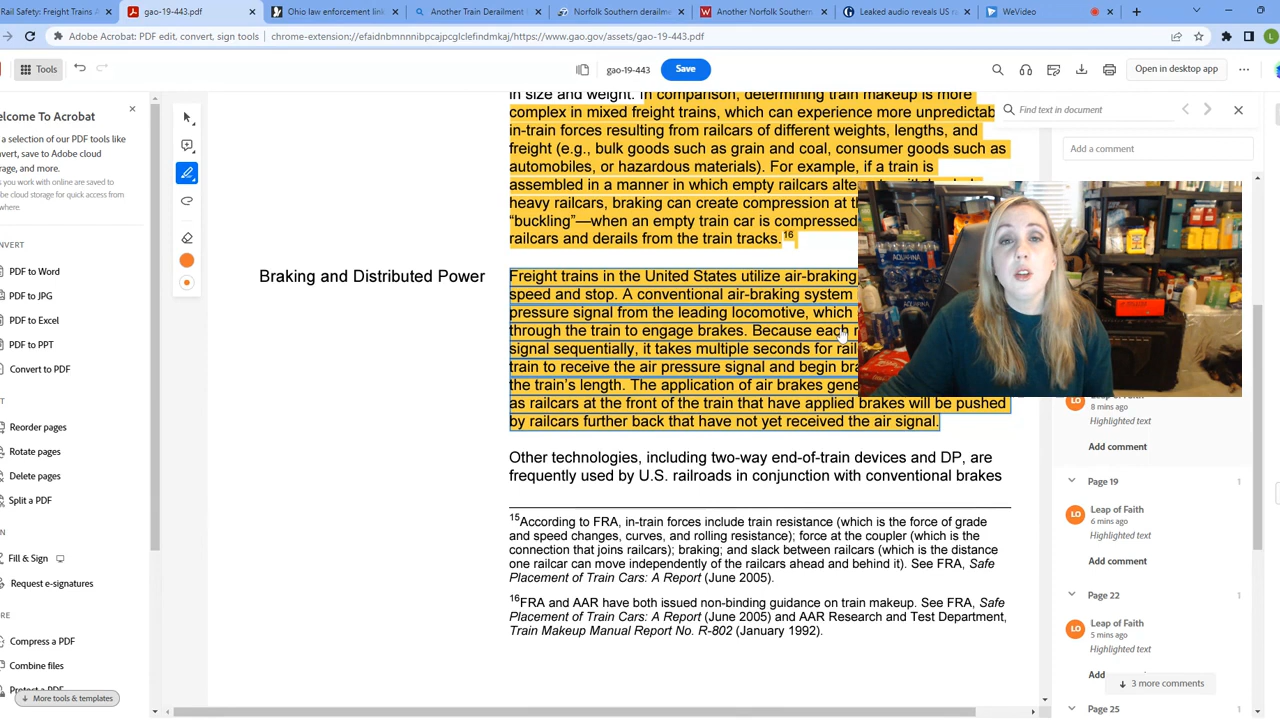 Rail Safety: Freight Trains A
gao-19-443.pdf
Ohio law enforcement link
Another Train Derailment
Norfolk Southern derailme
Another Norfolk Southern
Leaked audio reveals US ra
WeVideo
Adobe Acrobat: PDF edit, convert, sign tools | chrome-extension://efaidnbmnnnibpcajpcglclefindmkaj/https://www.gao.gov/assets/gao-19-443.pdf
L
Tools
gao-19-443
Save
Open in desktop app
elcome To Acrobat
a selection of our PDF tools like
nvert, save to Adobe cloud
rage, and more.
es you work with online are saved to
be cloud storage for quick access from
where.
NVERT
PDF to Word
PDF to JPG
PDF to Excel
PDF to PPT
Convert to PDF
IT
Reorder pages
Rotate pages
Delete pages
Split a PDF
GN
Fill & Sign
Request e-signatures
ORE
Compress a PDF
Combine files
Protect a PDF
More tools & templates
in size and weight. In comparison, determining train makeup is more
complex in mixed freight trains, which can experience more unpredictab
in-train forces resulting from railcars of different weights, lengths, and
freight (e.g., bulk goods such as grain and coal, consumer goods such as
automobiles, or hazardous materials). For example, if a train is
assembled in a manner in which empty railcars alte
heavy railcars, braking can create compression at th
“buckling”—when an empty train car is compressed
railcars and derails from the train tracks.16
Braking and Distributed Power
Freight trains in the United States utilize air-braking
speed and stop. A conventional air-braking system
pressure signal from the leading locomotive, which
through the train to engage brakes. Because each r
signal sequentially, it takes multiple seconds for rail
train to receive the air pressure signal and begin bra
the train’s length. The application of air brakes gene
as railcars at the front of the train that have applied brakes will be pushed
by railcars further back that have not yet received the air signal.
Other technologies, including two-way end-of-train devices and DP, are
frequently used by U.S. railroads in conjunction with conventional brakes
15According to FRA, in-train forces include train resistance (which is the force of grade
and speed changes, curves, and rolling resistance); force at the coupler (which is the
connection that joins railcars); braking; and slack between railcars (which is the distance
one railcar can move independently of the railcars ahead and behind it). See FRA, Safe
Placement of Train Cars: A Report (June 2005).
16FRA and AAR have both issued non-binding guidance on train makeup. See FRA, Safe
Placement of Train Cars: A Report (June 2005) and AAR Research and Test Department,
Train Makeup Manual Report No. R-802 (January 1992).
Find text in document
Add a comment
AQUAFINA
LO
Leap of Faith
8 mins ago
Highlighted text
Add comment
Page 19
1
LO
Leap of Faith
6 mins ago
Highlighted text
Add comment
Page 22
1
LO
Leap of Faith
5 mins ago
Highlighted text
Add
3 more comments
Page 25
1